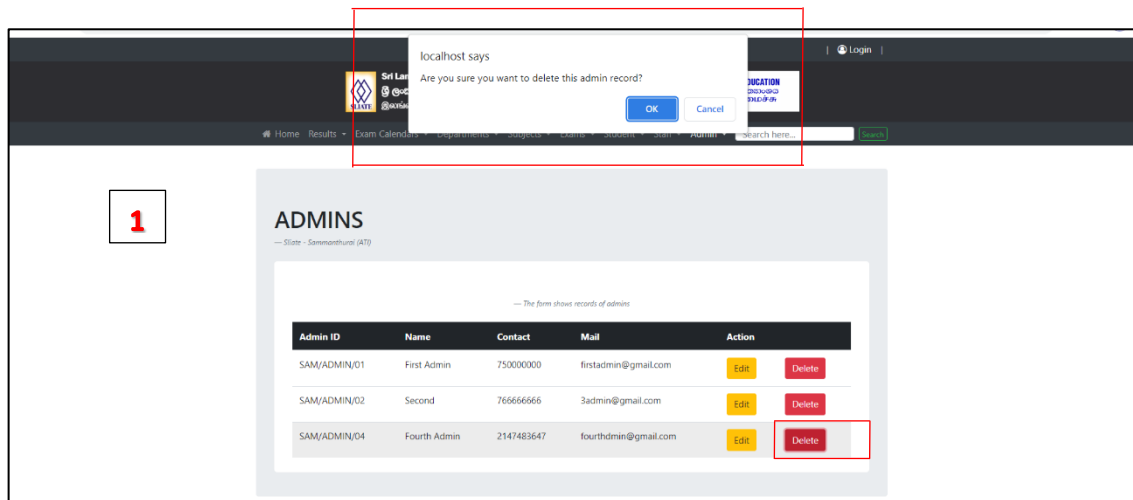 localhost says
Are you sure you want to delete this admin record?
OK Cancel
| Login |
Sri Lan
ශ්‍රී ලං
SLIATE
DUCATION
Home Results Exam Calendars Departments Subjects Exams Student Staff Admin Search here... Search
1
ADMINS
— Sliate - Sammanthurai (ATI)
— The form shows records of admins
Admin ID Name Contact Mail Action
SAM/ADMIN/01 First Admin 750000000 firstadmin@gmail.com Edit Delete
SAM/ADMIN/02 Second 766666666 3admin@gmail.com Edit Delete
SAM/ADMIN/04 Fourth Admin 2147483647 fourthdmin@gmail.com Edit Delete